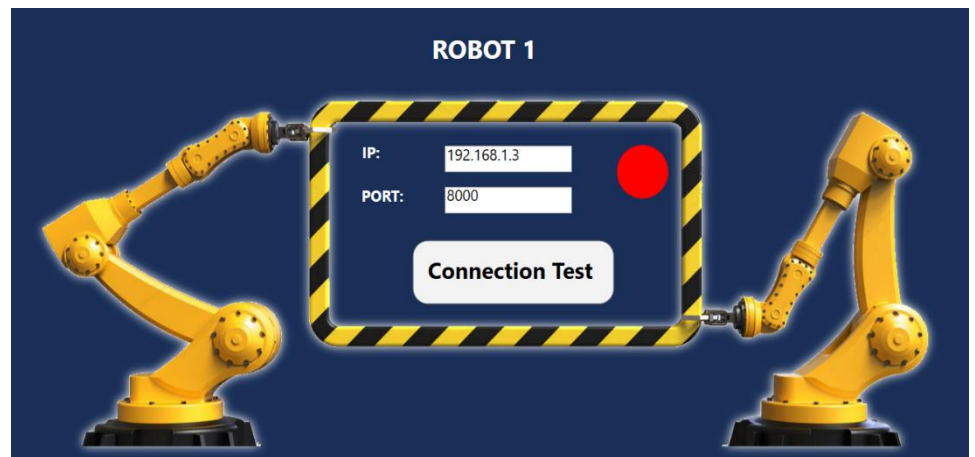 ROBOT 1
IP: 192.168.1.3
PORT: 8000
Connection Test